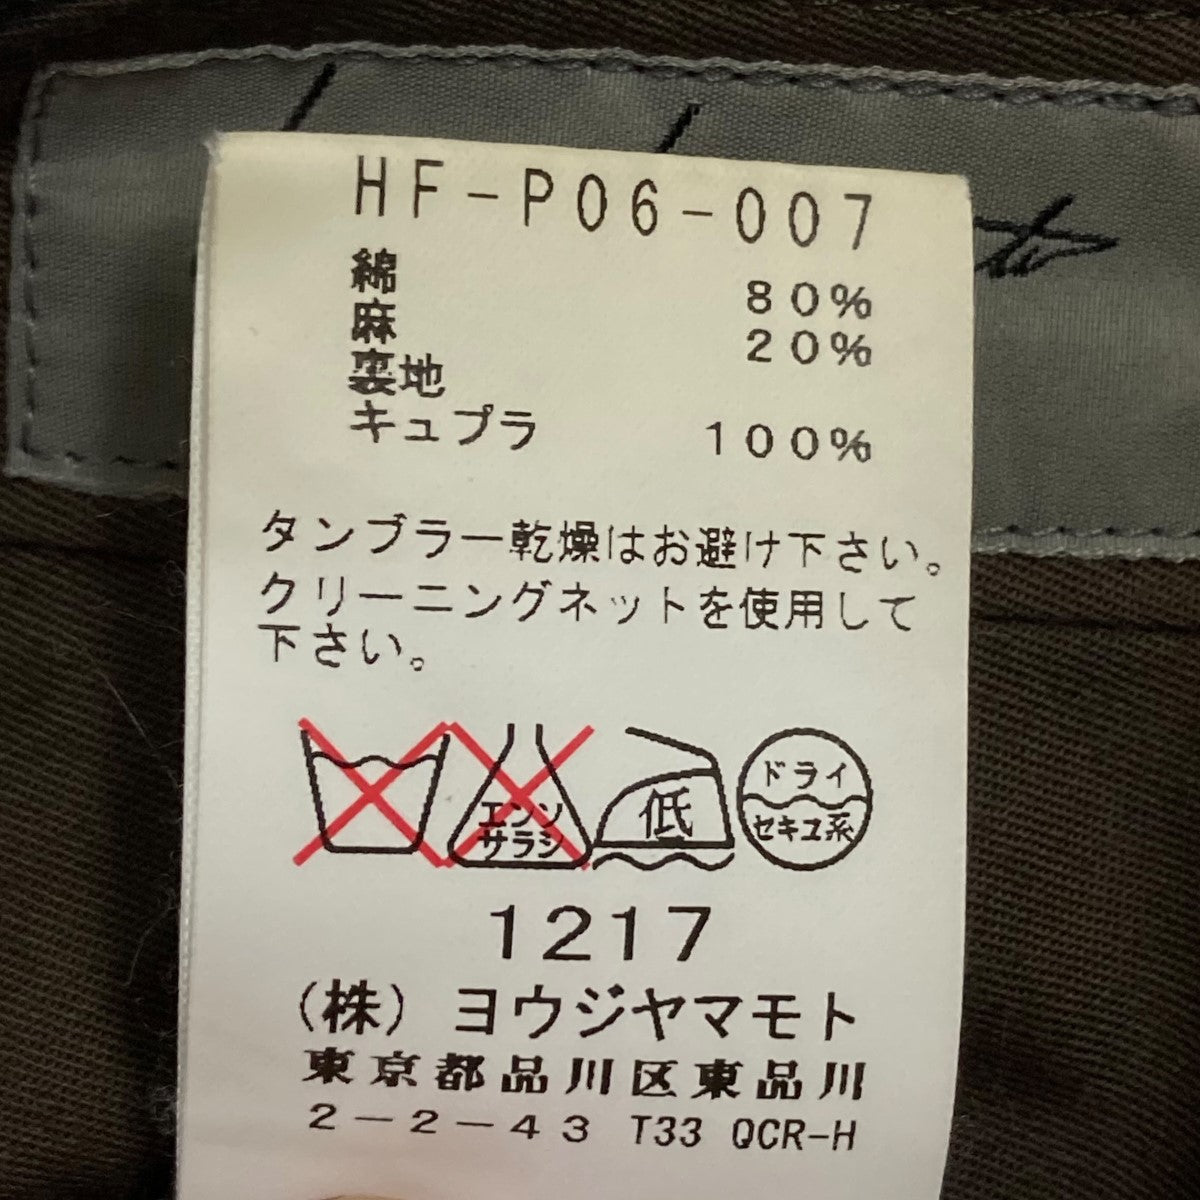 HF-P06-007
綿 80%
麻 20%
裏地
キュプラ 100%
タンブラー乾燥はお避け下さい。
クリーニングネットを使用して
下さい。
エンソ
サラシ
低
ドライ
セキユ系
1217
(株) ヨウジヤマモト
東京都品川区東品川
2-2-43 T33 QCR-H